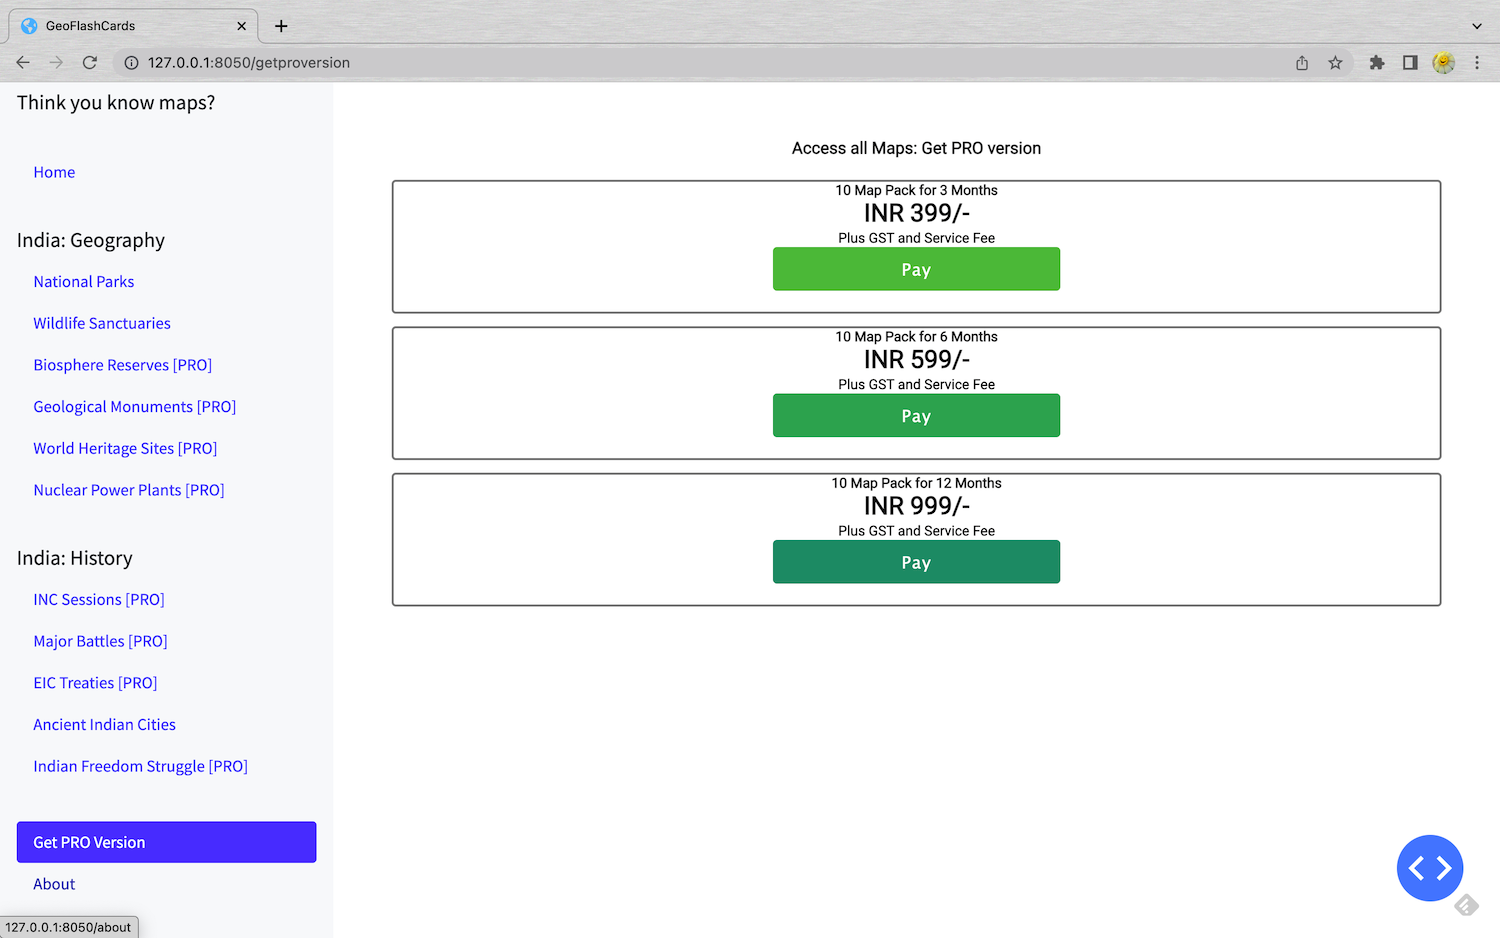 GeoFlashCards
127.0.0.1:8050/getproversion
Think you know maps?
Home
India: Geography
National Parks
Wildlife Sanctuaries
Biosphere Reserves [PRO]
Geological Monuments [PRO]
World Heritage Sites [PRO]
Nuclear Power Plants [PRO]
India: History
INC Sessions [PRO]
Major Battles [PRO]
EIC Treaties [PRO]
Ancient Indian Cities
Indian Freedom Struggle [PRO]
Get PRO Version
About
127.0.0.1:8050/about
Access all Maps: Get PRO version
10 Map Pack for 3 Months
INR 399/-
Plus GST and Service Fee
Pay
10 Map Pack for 6 Months
INR 599/-
Plus GST and Service Fee
Pay
10 Map Pack for 12 Months
INR 999/-
Plus GST and Service Fee
Pay